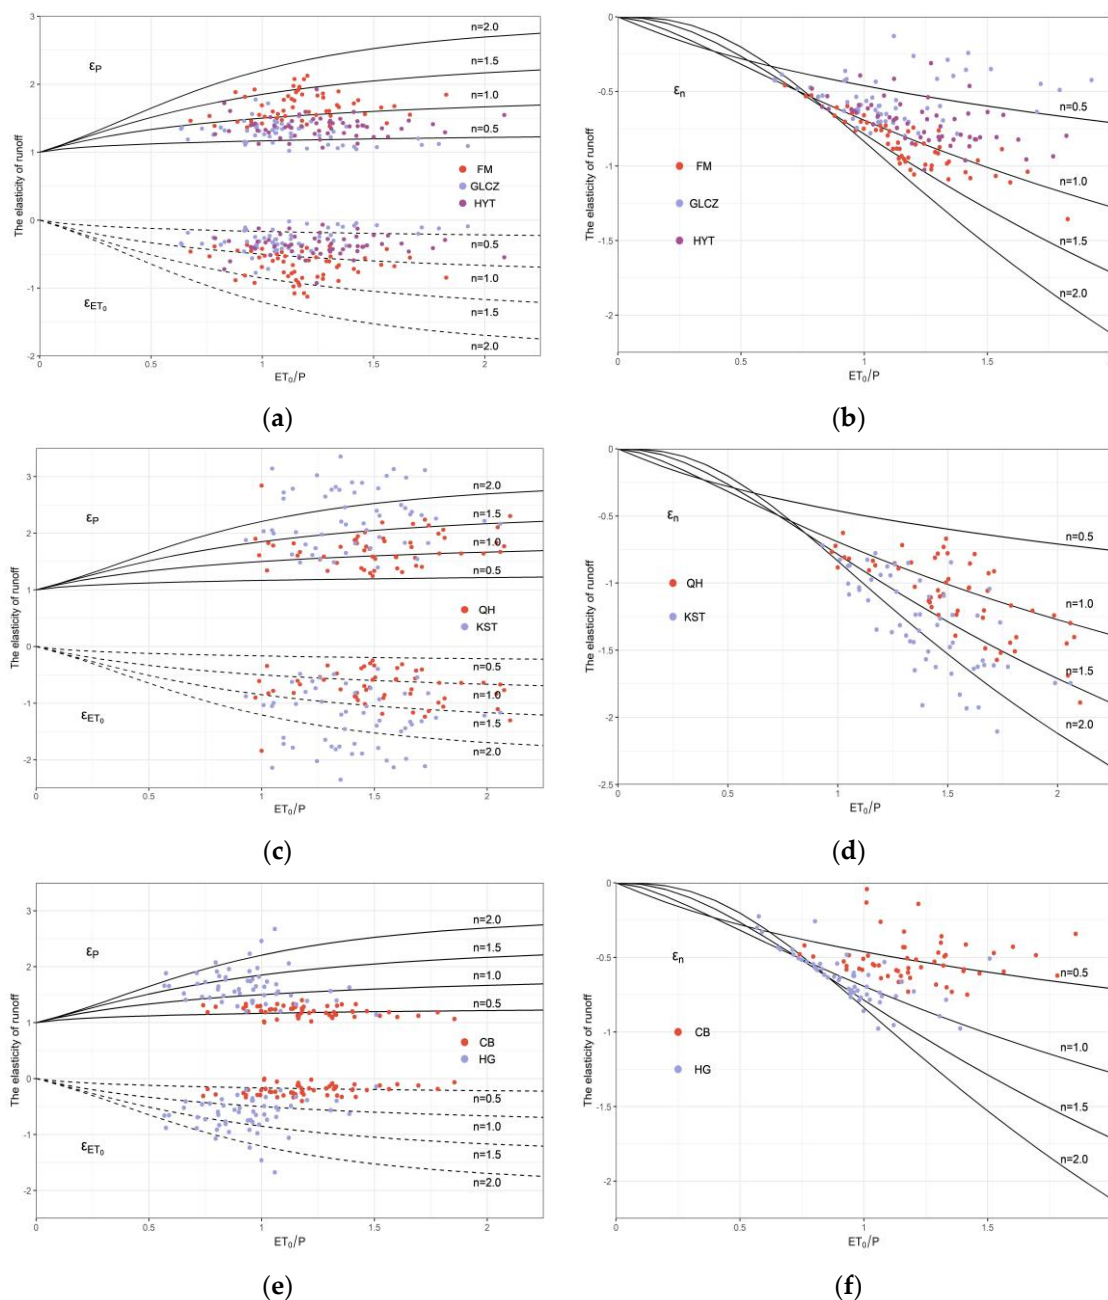 3
2
1
0
-1
-2
0
0.5
1
1.5
2
The elasticity of runoff
ET₀/P
εP
εET₀
n=2.0
n=1.5
n=1.0
n=0.5
FM
GLCZ
HYT
n=0.5
n=1.0
n=1.5
n=2.0
(a)
0
-0.5
-1
-1.5
-2
0
0.5
1
1.5
The elasticity of runoff
ET₀/P
εn
FM
GLCZ
HYT
n=0.5
n=1.0
n=1.5
n=2.0
(b)
3
2
1
0
-1
-2
0
0.5
1
1.5
2
The elasticity of runoff
ET₀/P
εP
εET₀
n=2.0
n=1.5
n=1.0
n=0.5
QH
KST
n=0.5
n=1.0
n=1.5
n=2.0
(c)
0
-0.5
-1
-1.5
-2
-2.5
0
0.5
1
1.5
2
The elasticity of runoff
ET₀/P
εn
QH
KST
n=0.5
n=1.0
n=1.5
n=2.0
(d)
3
2
1
0
-1
-2
0
0.5
1
1.5
2
The elasticity of runoff
ET₀/P
εP
εET₀
n=2.0
n=1.5
n=1.0
n=0.5
CB
HG
n=0.5
n=1.0
n=1.5
n=2.0
(e)
0
-0.5
-1
-1.5
-2
0
0.5
1
1.5
The elasticity of runoff
ET₀/P
εn
CB
HG
n=0.5
n=1.0
n=1.5
n=2.0
(f)